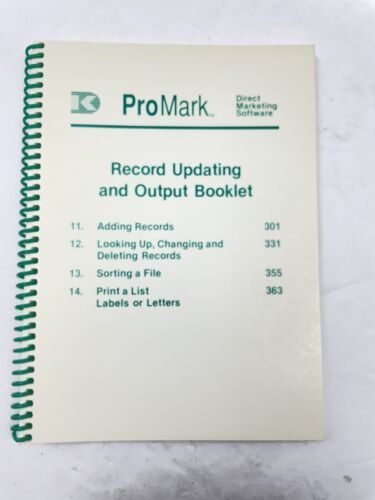 ProMark™
Direct
Marketing
Software
Record Updating
and Output Booklet
11. Adding Records 301
12. Looking Up, Changing and 331
Deleting Records
13. Sorting a File 355
14. Print a List 363
Labels or Letters